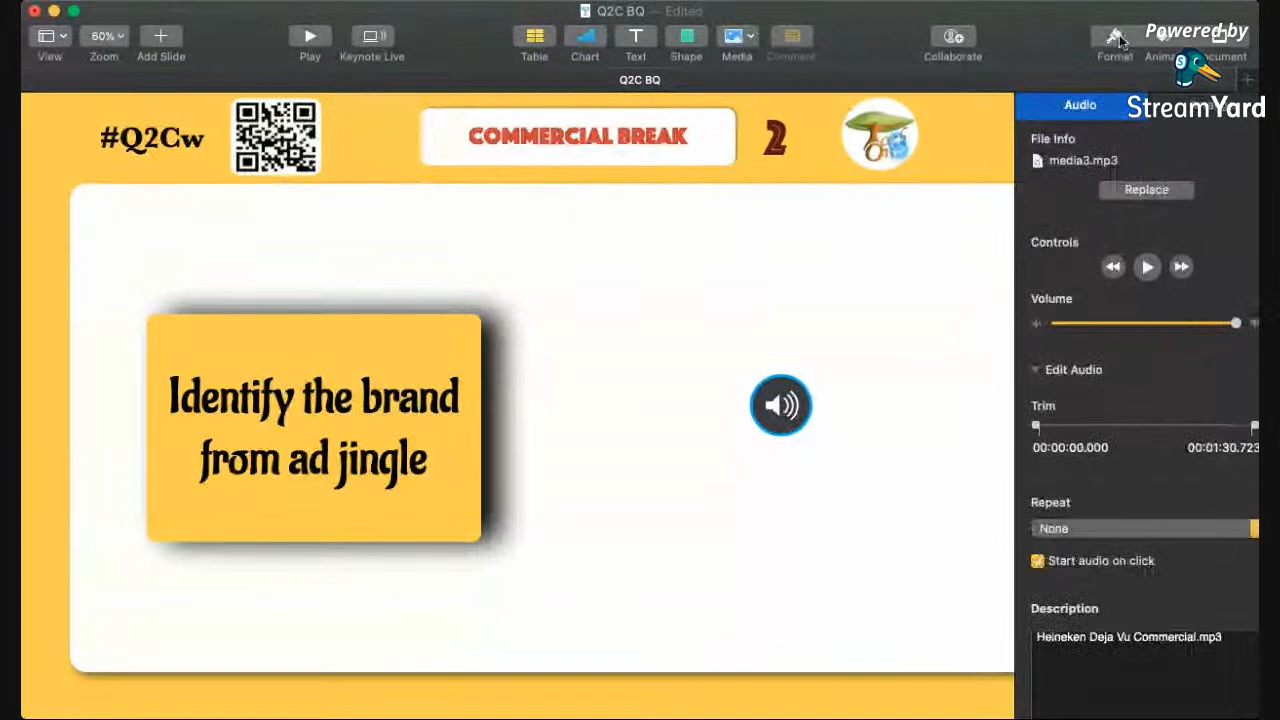 Q2C BQ — Edited
60%
View
Zoom
Add Slide
Play
Keynote Live
Table
Chart
Text
Shape
Media
Comment
Collaborate
Format
Powered by
StreamYard
Q2C BQ
#Q2Cw
COMMERCIAL BREAK
2
Identify the brand
from ad jingle
Audio
File Info
media3.mp3
Replace
Controls
Volume
Edit Audio
Trim
00:00:00.000
00:01:30.723
Repeat
None
Start audio on click
Description
Heineken Deja Vu Commercial.mp3